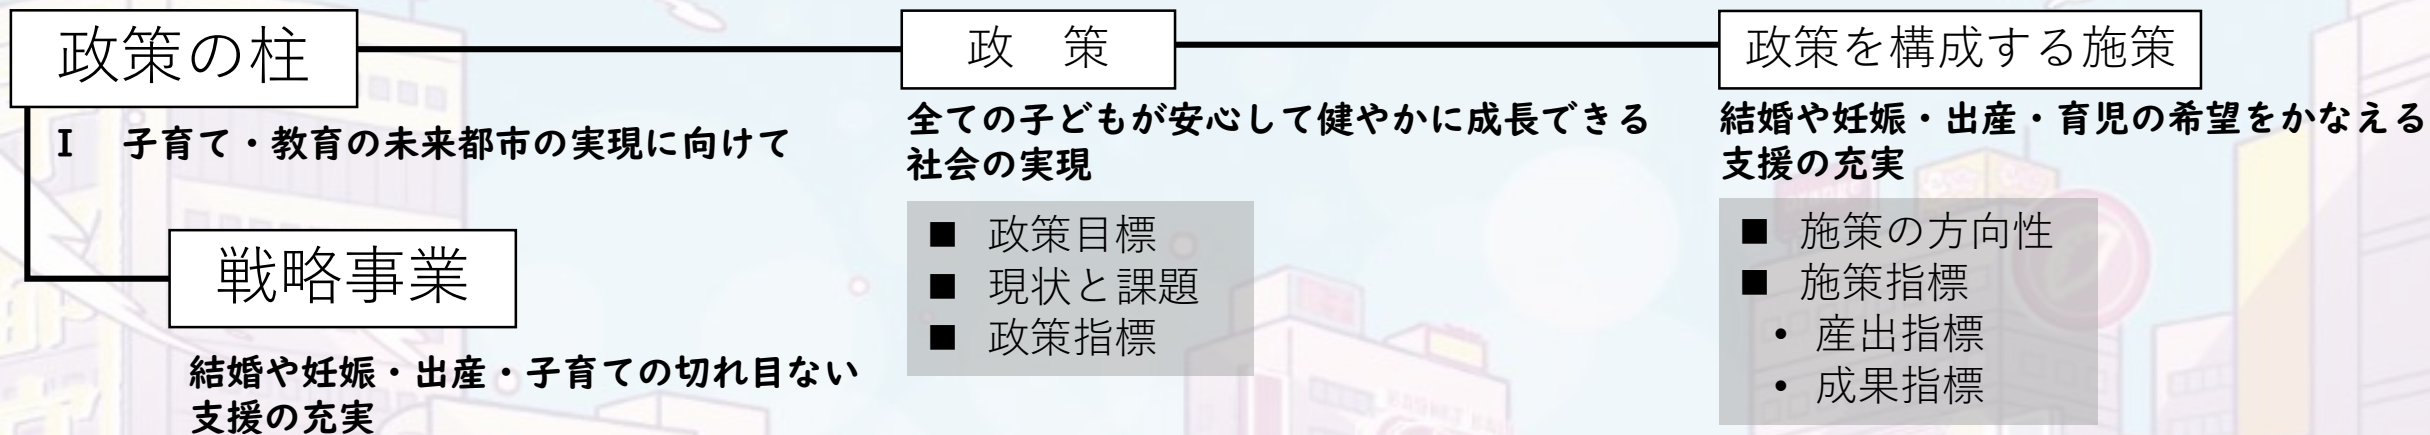 政策の柱
Ⅰ　子育て・教育の未来都市の実現に向けて
戦略事業
結婚や妊娠・出産・子育ての切れ目ない
支援の充実
政　策
全ての子どもが安心して健やかに成長できる
社会の実現
■ 政策目標
■ 現状と課題
■ 政策指標
政策を構成する施策
結婚や妊娠・出産・育児の希望をかなえる
支援の充実
■ 施策の方向性
■ 施策指標
• 産出指標
• 成果指標